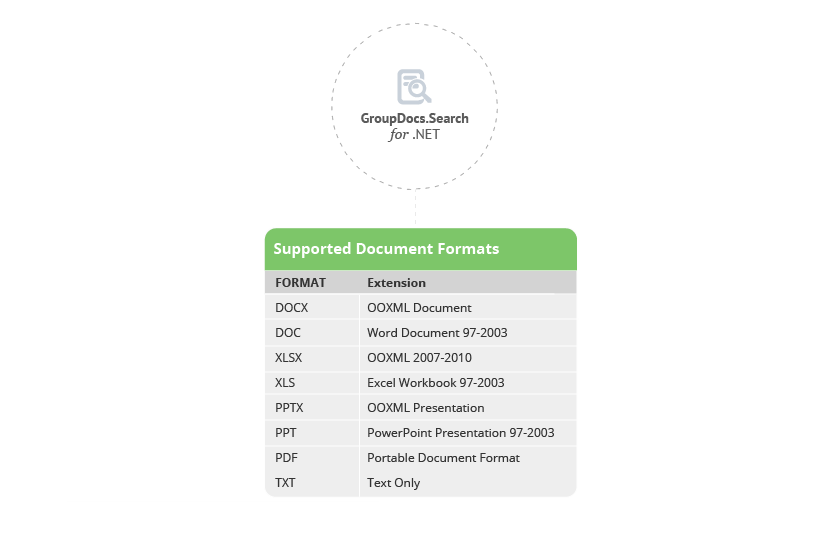 GroupDocs.Search
for .NET
Supported Document Formats
FORMAT Extension
DOCX OOXML Document
DOC Word Document 97-2003
XLSX OOXML 2007-2010
XLS Excel Workbook 97-2003
PPTX OOXML Presentation
PPT PowerPoint Presentation 97-2003
PDF Portable Document Format
TXT Text Only